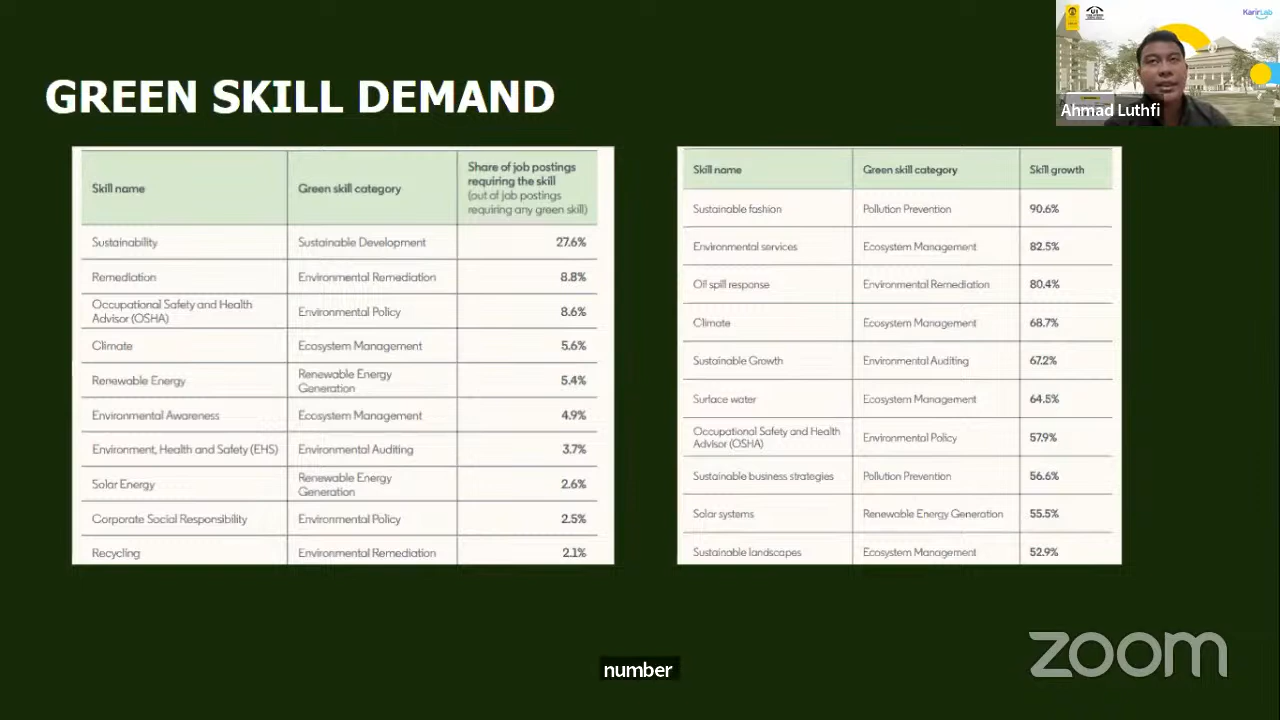 KarirLab
UI
Ahmad Luthfi
GREEN SKILL DEMAND
Skill name
Green skill category
Share of job postings
requiring the skill
(out of job postings
requiring any green skill)
Sustainability
Sustainable Development
27.6%
Remediation
Environmental Remediation
8.8%
Occupational Safety and Health
Advisor (OSHA)
Environmental Policy
8.6%
Climate
Ecosystem Management
5.6%
Renewable Energy
Renewable Energy
Generation
5.4%
Environmental Awareness
Ecosystem Management
4.9%
Environment, Health and Safety (EHS)
Environmental Auditing
3.7%
Solar Energy
Renewable Energy
Generation
2.6%
Corporate Social Responsibility
Environmental Policy
2.5%
Recycling
Environmental Remediation
2.1%
Skill name
Green skill category
Skill growth
Sustainable fashion
Pollution Prevention
90.6%
Environmental services
Ecosystem Management
82.5%
Oil spill response
Environmental Remediation
80.4%
Climate
Ecosystem Management
68.7%
Sustainable Growth
Environmental Auditing
67.2%
Surface water
Ecosystem Management
64.5%
Occupational Safety and Health
Advisor (OSHA)
Environmental Policy
57.9%
Sustainable business strategies
Pollution Prevention
56.6%
Solar systems
Renewable Energy Generation
55.5%
Sustainable landscapes
Ecosystem Management
52.9%
number
zoom